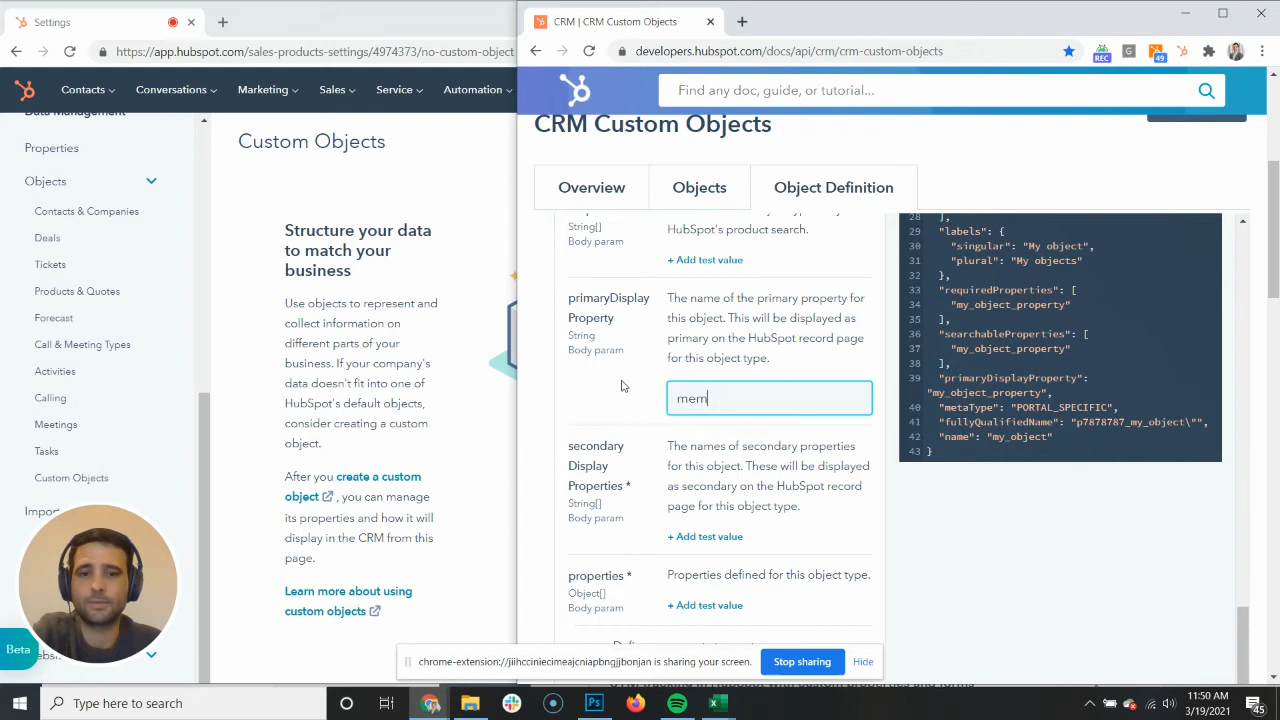 Settings
CRM | CRM Custom Objects
https://app.hubspot.com/sales-products-settings/4974373/no-custom-object
developers.hubspot.com/docs/api/crm/crm-custom-objects
REC
G
49
Contacts
Conversations
Marketing
Sales
Service
Automation
Find any doc, guide, or tutorial...
Data Management
Properties
Objects
Contacts & Companies
Deals
Tickets
Products & Quotes
Forecast
Call & Meeting Types
Activities
Calling
Meetings
Tasks
Custom Objects
Import
Beta
Custom Objects
Structure your data
to match your
business
Use objects to represent and
collect information on
different parts of your
business. If your company's
data doesn't fit into one of
HubSpot's default objects,
consider creating a custom
object.
After you create a custom
object , you can manage
its properties and how it will
display in the CRM from this
page.
Learn more about using
custom objects
CRM Custom Objects
Overview
Objects
Object Definition
String[]
Body param
HubSpot's product search.
+ Add test value
primaryDisplay
Property
String
Body param
The name of the primary property for
this object. This will be displayed as
primary on the HubSpot record page
for this object type.
mem
secondary
Display
Properties *
String[]
Body param
The names of secondary properties
for this object. These will be displayed
as secondary on the HubSpot record
page for this object type.
+ Add test value
properties *
Object[]
Body param
Properties defined for this object type.
+ Add test value
28 ],
29 "labels": {
30 "singular": "My object",
31 "plural": "My objects"
32 },
33 "requiredProperties": [
34 "my_object_property"
35 ],
36 "searchableProperties": [
37 "my_object_property"
38 ],
39 "primaryDisplayProperty":
"my_object_property",
40 "metaType": "PORTAL_SPECIFIC",
41 "fullyQualifiedName": "p7878787_my_object\"",
42 "name": "my_object"
43 }
chrome-extension://jiihcciniecimeajcniapbngjjbonjan is sharing your screen.
Stop sharing
Hide
Type here to search
Ps
11:50 AM
3/19/2021
45